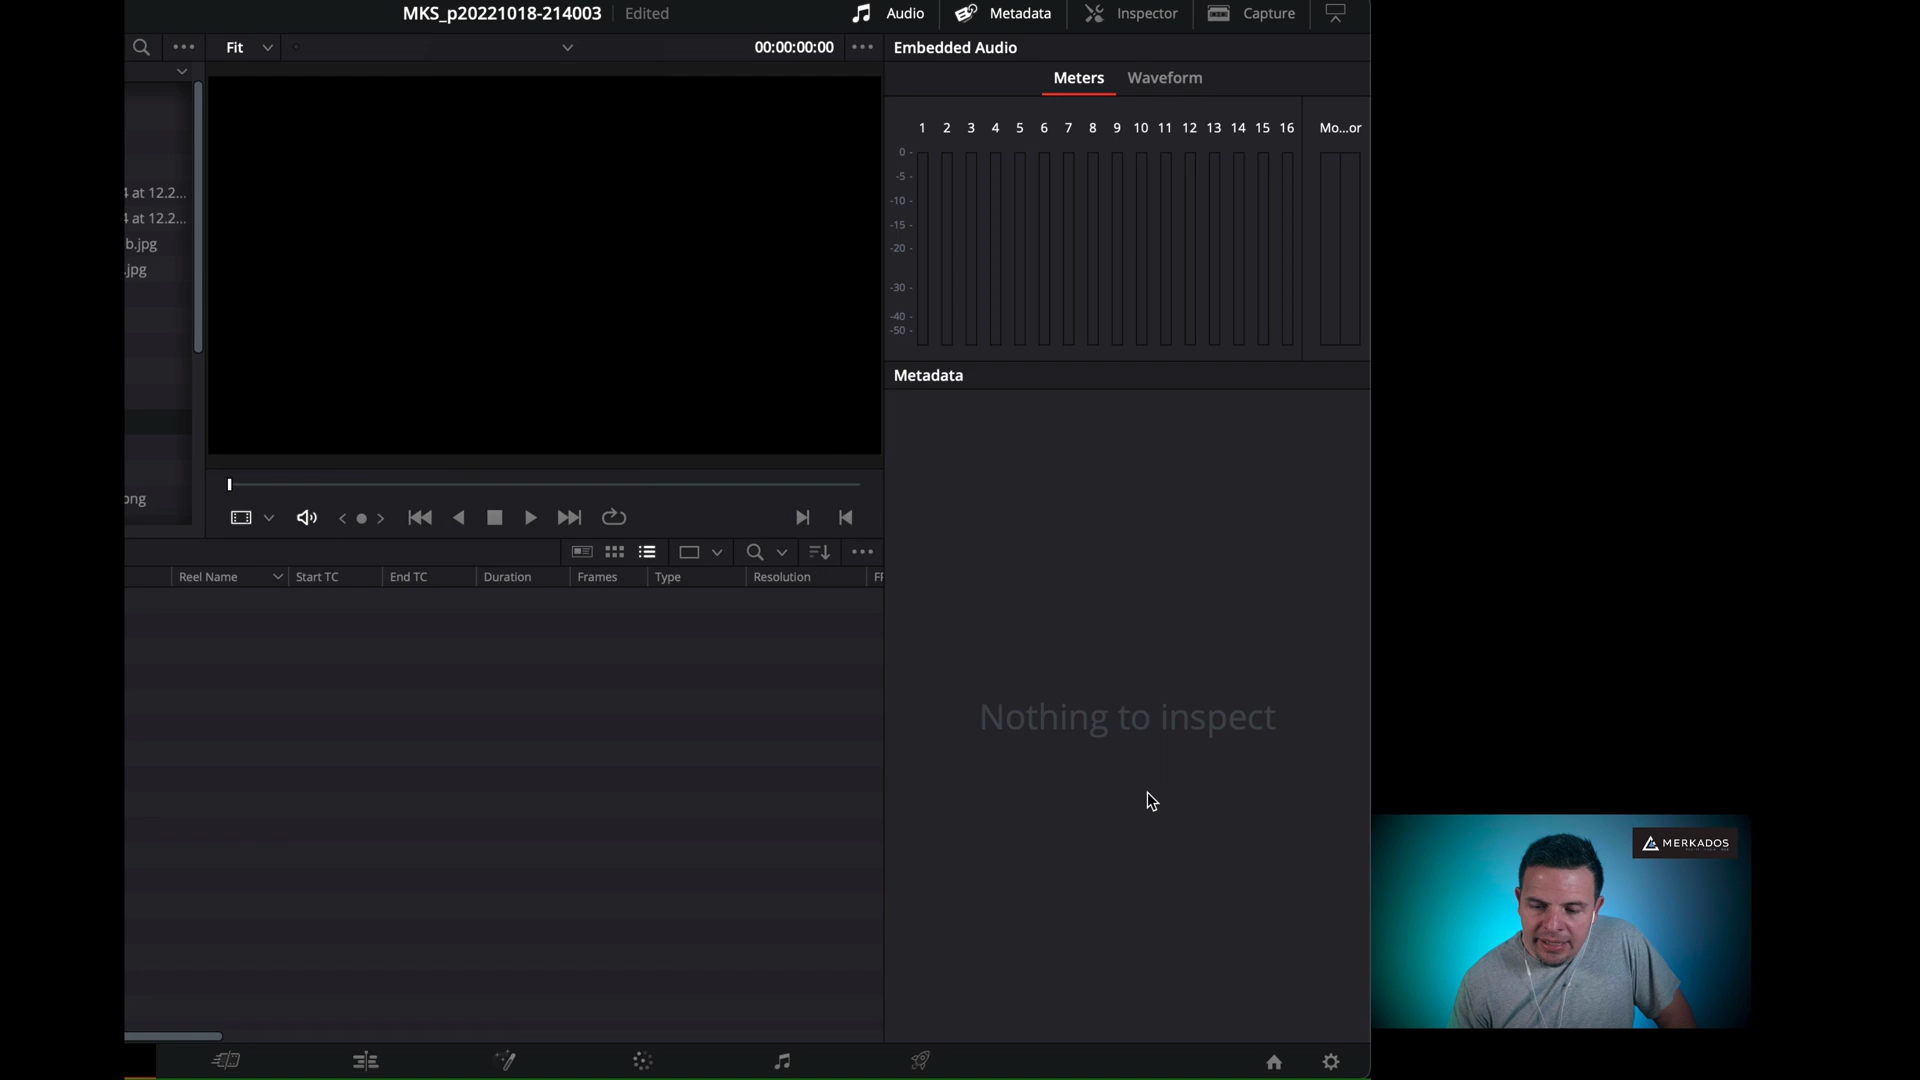 MKS_p20221018-214003 Edited Audio Metadata Inspector Capture
Fit 00:00:00:00 Embedded Audio
Meters Waveform
1 2 3 4 5 6 7 8 9 10 11 12 13 14 15 16 Mo...or
0 -
-5 -
-10 -
-15 -
-20 -
-30 -
-40 -
-50 -
4 at 12.2...
4 at 12.2...
b.jpg
.jpg
png
Metadata
Reel Name Start TC End TC Duration Frames Type Resolution
Nothing to inspect
MERKADOS